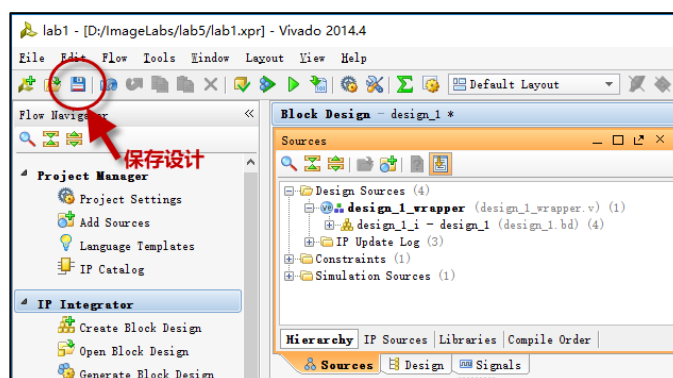 lab1 - [D:/ImageLabs/lab5/lab1.xpr] - Vivado 2014.4
File Edit Flow Tools Window Layout View Help
Default Layout
Flow Navigator
保存设计
Project Manager
Project Settings
Add Sources
Language Templates
IP Catalog
IP Integrator
Create Block Design
Open Block Design
Generate Block Design
Block Design - design_1 *
Sources
Design Sources (4)
design_1_wrapper (design_1_wrapper.v) (1)
design_1_i - design_1 (design_1.bd) (4)
IP Update Log (3)
Constraints (1)
Simulation Sources (1)
Hierarchy IP Sources Libraries Compile Order
Sources Design Signals